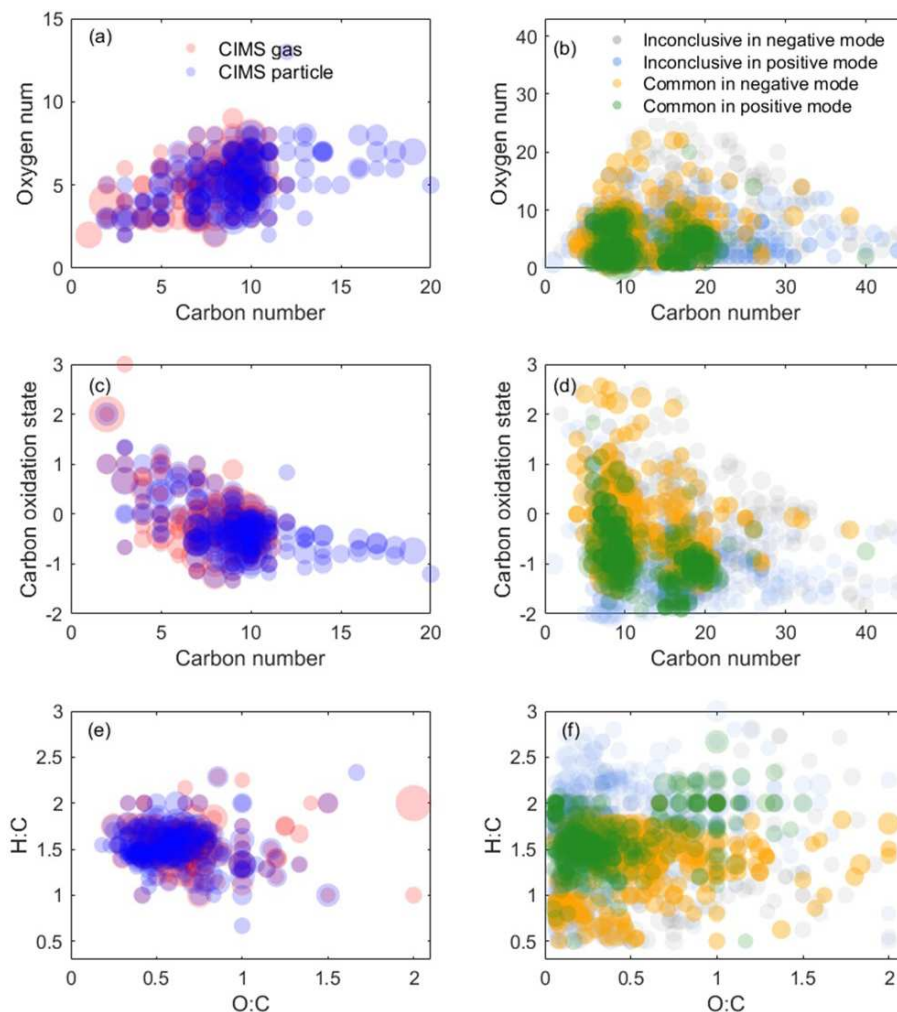 (a)
CIMS gas
CIMS particle
Oxygen num
15
10
5
0
0
5
10
15
20
Carbon number
(b)
Inconclusive in negative mode
Inconclusive in positive mode
Common in negative mode
Common in positive mode
Oxygen num
40
30
20
10
0
0
10
20
30
40
Carbon number
(c)
Carbon oxidation state
3
2
1
0
-1
-2
0
5
10
15
20
Carbon number
(d)
Carbon oxidation state
3
2
1
0
-1
-2
0
10
20
30
40
Carbon number
(e)
H:C
3
2.5
2
1.5
1
0.5
0
0.5
1
1.5
2
O:C
(f)
H:C
3
2.5
2
1.5
1
0.5
0
0.5
1
1.5
2
O:C